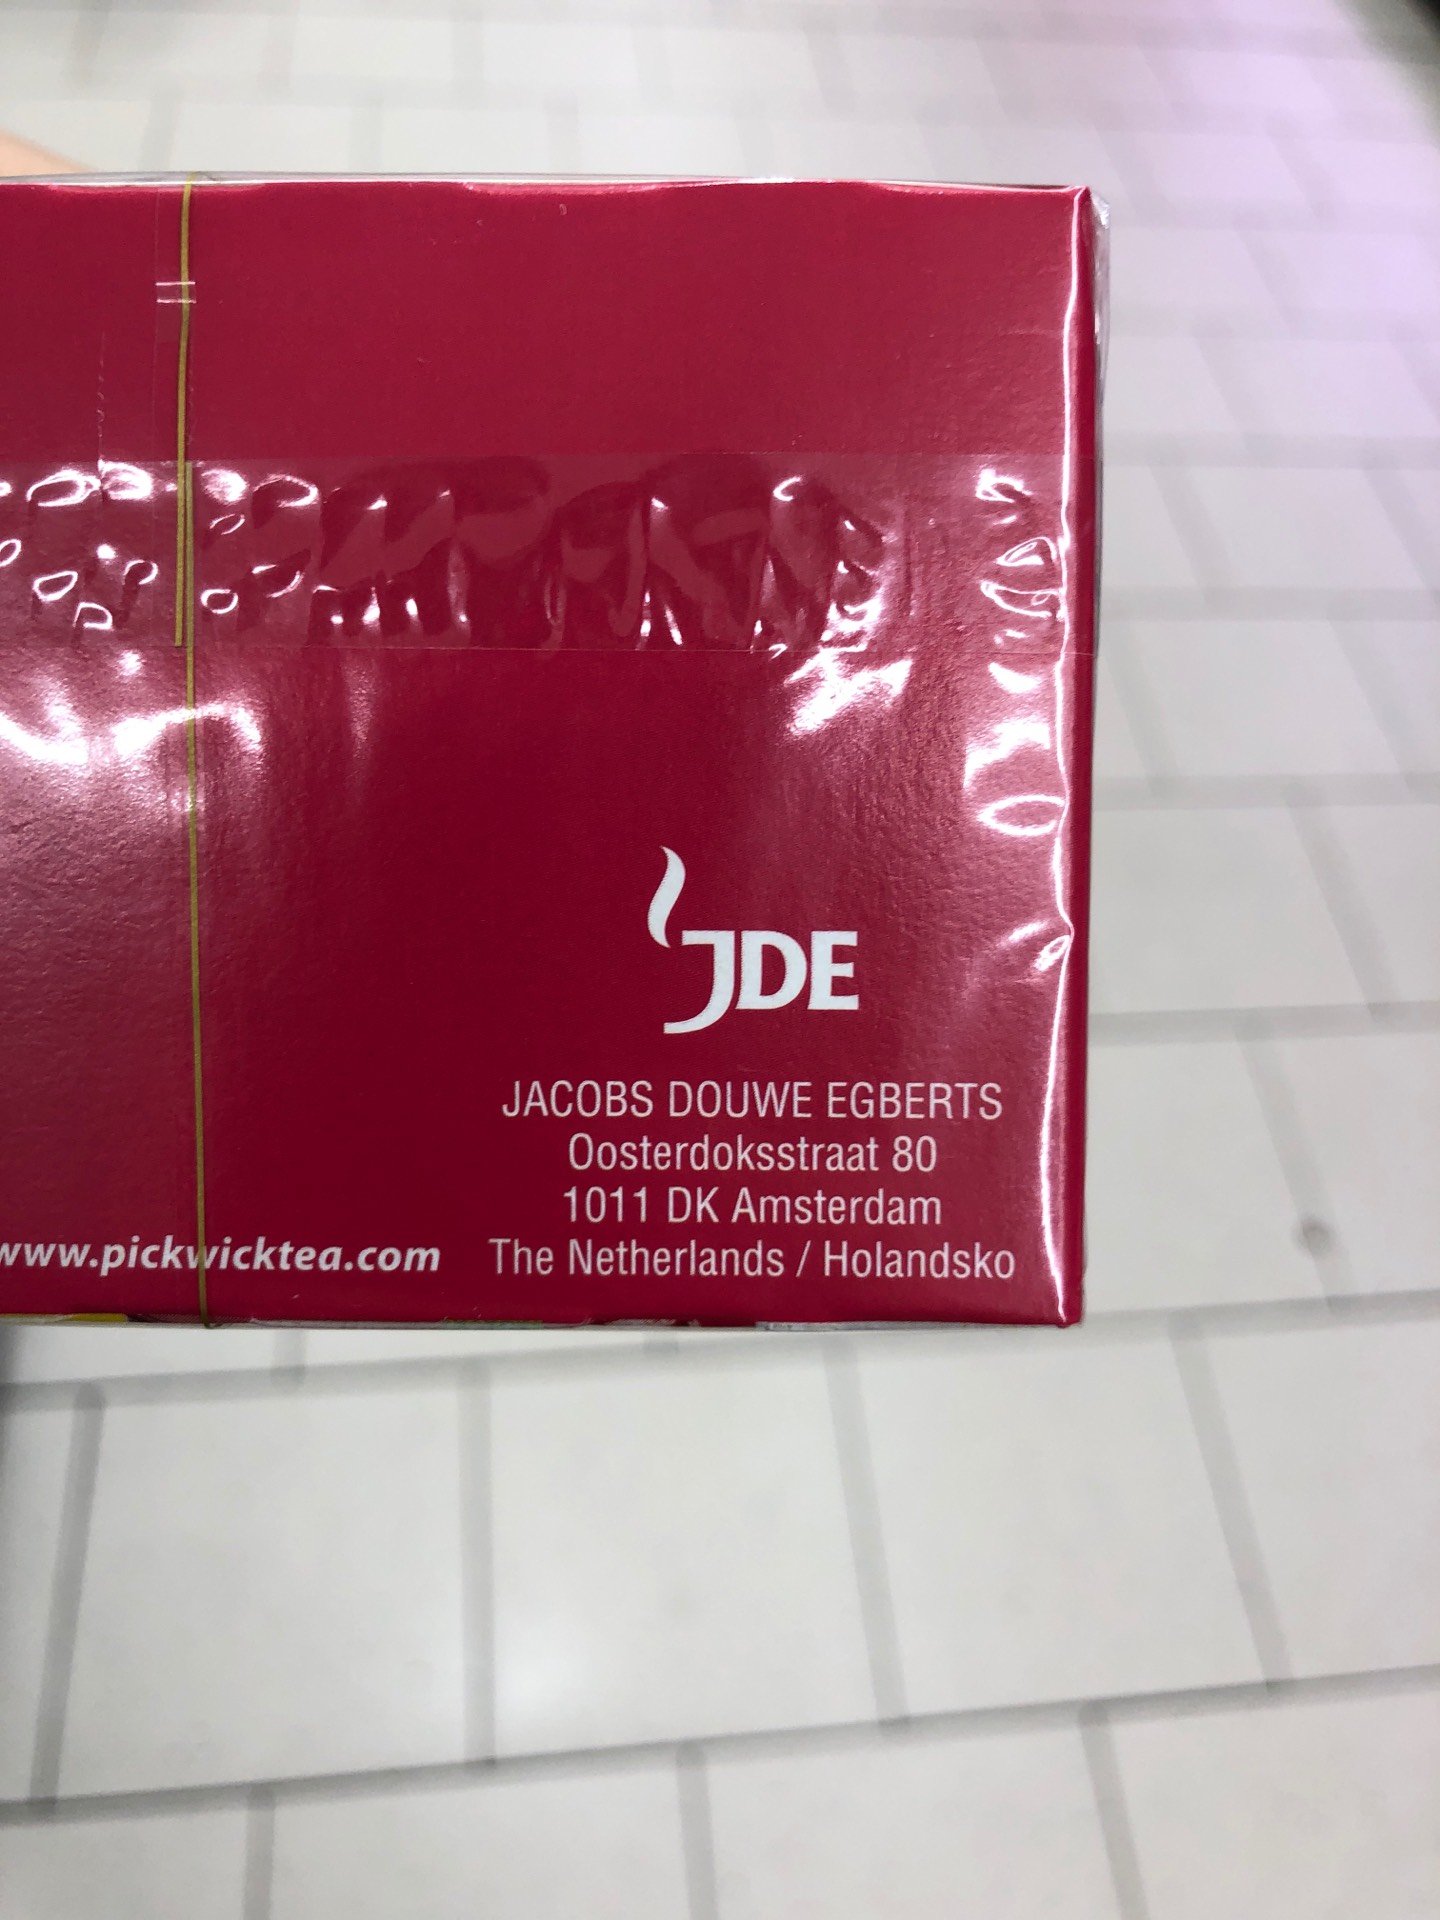 JDE
JACOBS DOUWE EGBERTS
Oosterdoksstraat 80
1011 DK Amsterdam
The Netherlands / Holandsko
www.pickwicktea.com